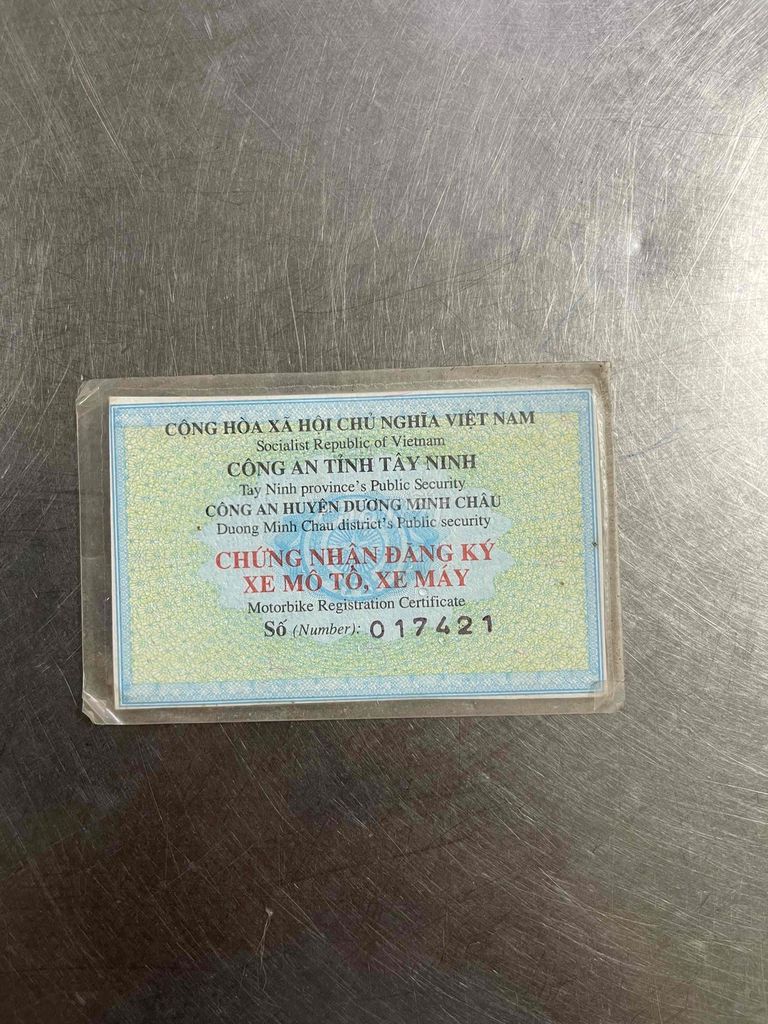 CỘNG HÒA XÃ HỘI CHỦ NGHĨA VIỆT NAM
Socialist Republic of Vietnam
CÔNG AN TỈNH TÂY NINH
Tay Ninh province's Public Security
CÔNG AN HUYỆN DƯƠNG MINH CHÂU
Duong Minh Chau district's Public security
CHỨNG NHẬN ĐĂNG KÝ
XE MÔ TÔ, XE MÁY
Motorbike Registration Certificate
Số (Number): 017421